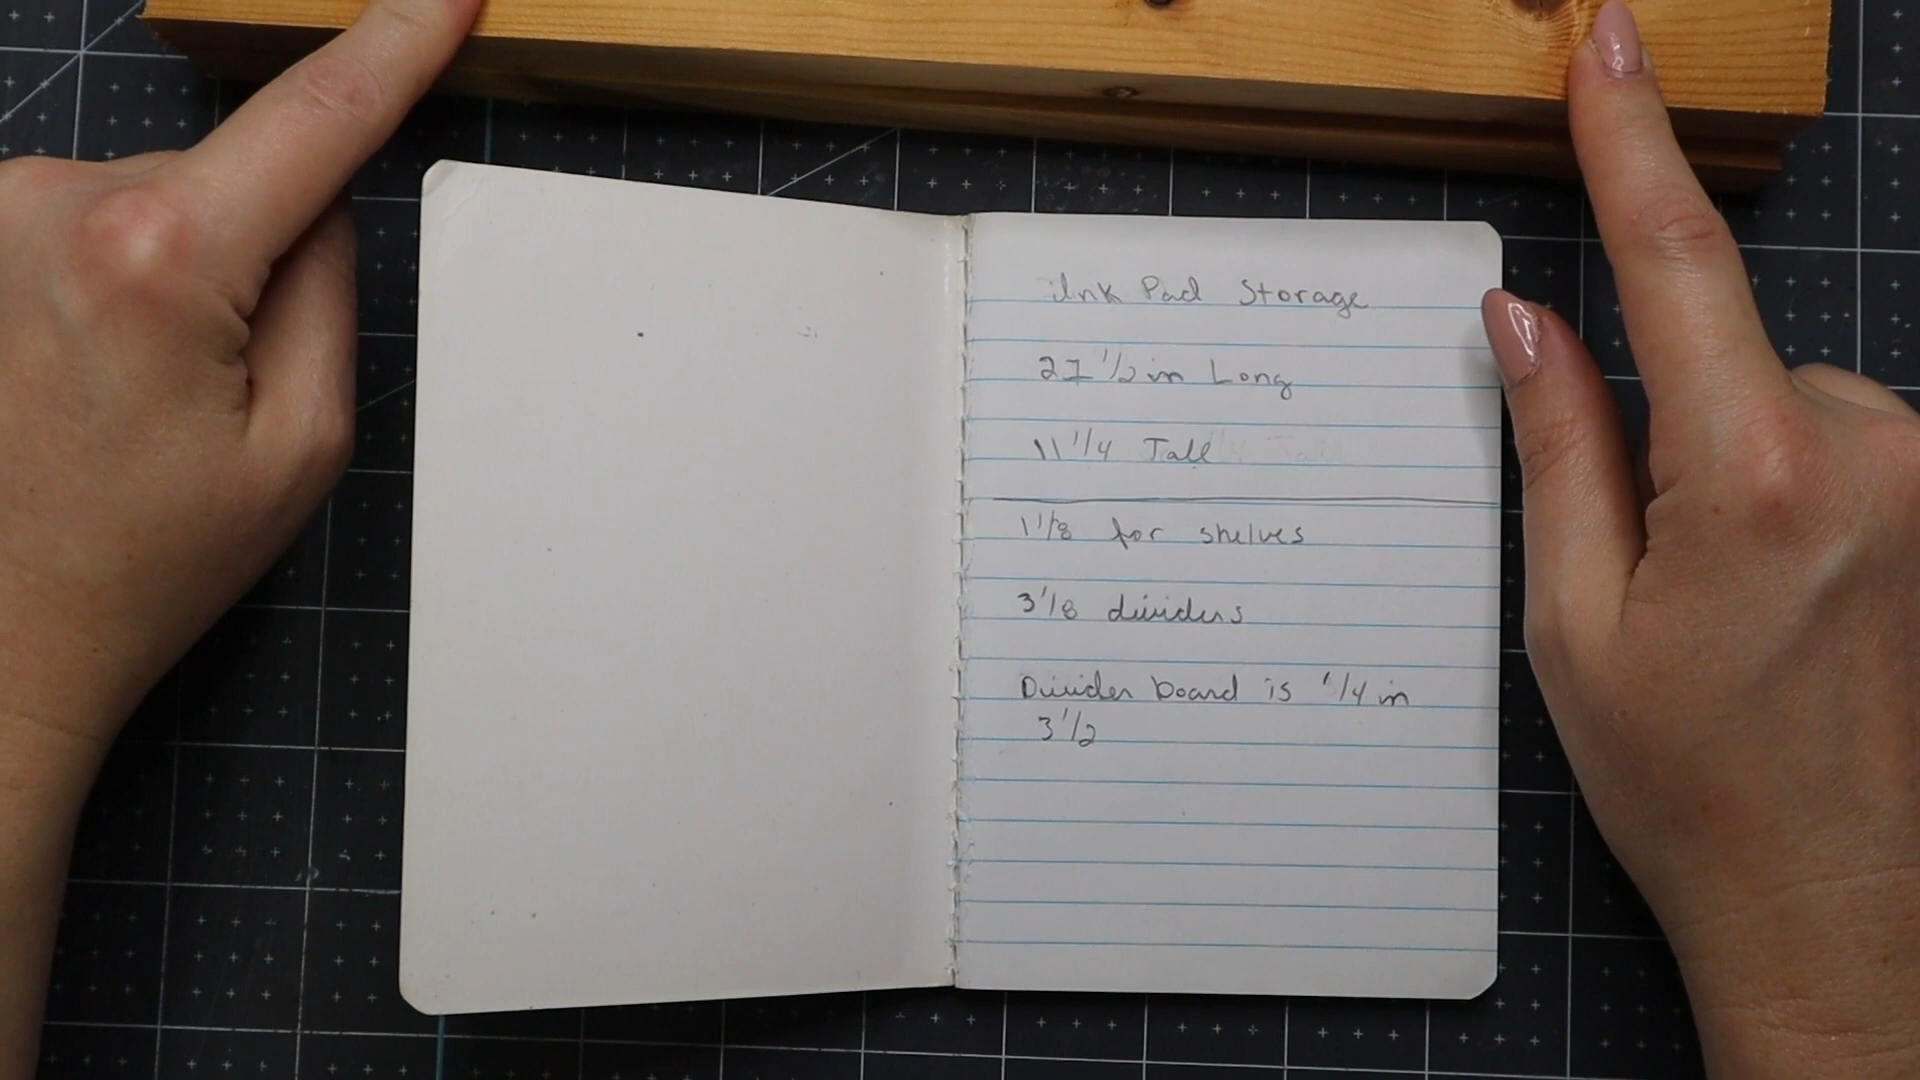 Ink Pad Storage
21 1/2 in Long
11 1/4 Tall
1 1/8 for shelves
3 1/8 dividers
Divider board is 1/4 in
3 1/2